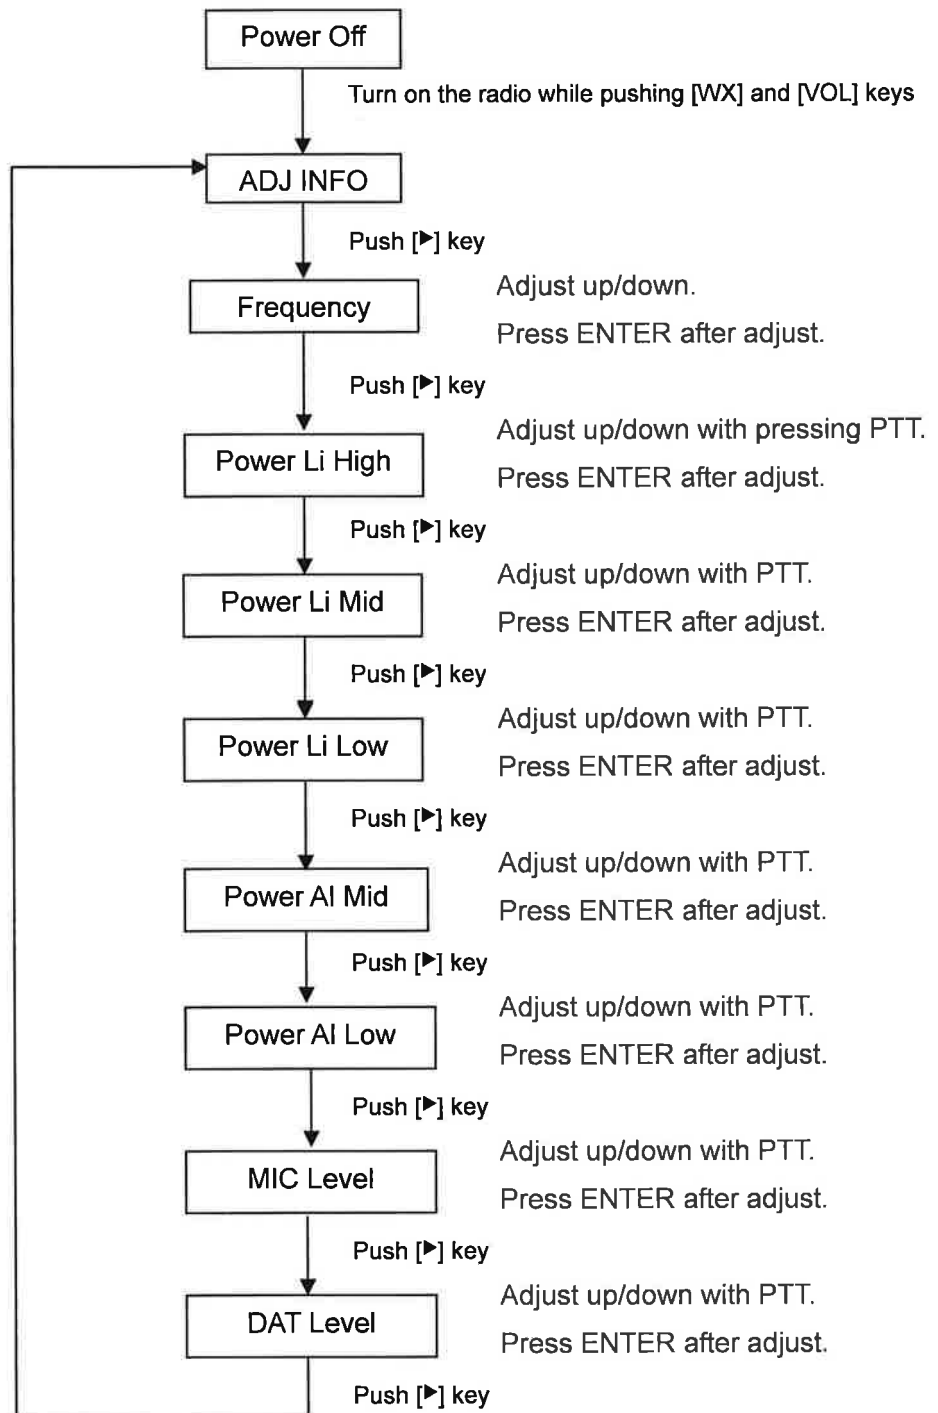 Power Off
Turn on the radio while pushing [WX] and [VOL] keys
ADJ INFO
Push [▶] key
Frequency
Adjust up/down.
Press ENTER after adjust.
Push [▶] key
Power Li High
Adjust up/down with pressing PTT.
Press ENTER after adjust.
Push [▶] key
Power Li Mid
Adjust up/down with PTT.
Press ENTER after adjust.
Push [▶] key
Power Li Low
Adjust up/down with PTT.
Press ENTER after adjust.
Push [▶] key
Power Al Mid
Adjust up/down with PTT.
Press ENTER after adjust.
Push [▶] key
Power Al Low
Adjust up/down with PTT.
Press ENTER after adjust.
Push [▶] key
MIC Level
Adjust up/down with PTT.
Press ENTER after adjust.
Push [▶] key
DAT Level
Adjust up/down with PTT.
Press ENTER after adjust.
Push [▶] key